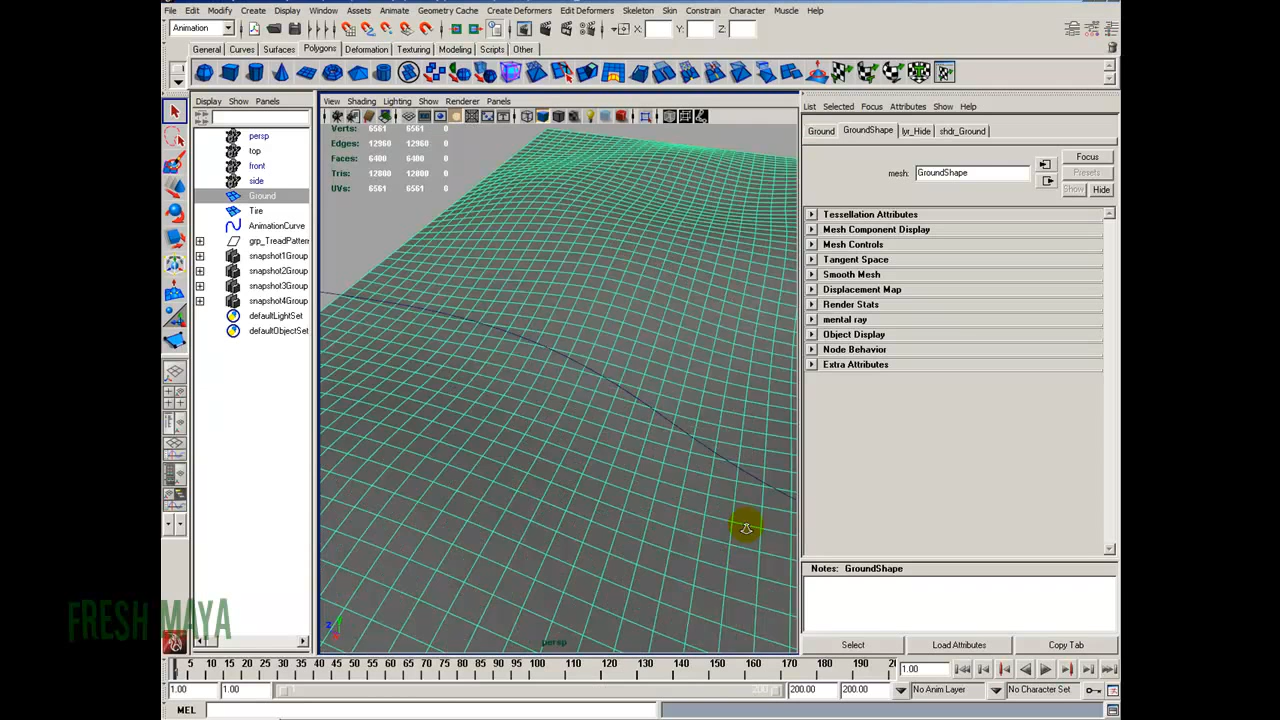 File Edit Modify Create Display Window Assets Animate Geometry Cache Create Deformers Edit Deformers Skeleton Skin Constrain Character Muscle Help
Animation X: Y: Z:
General Curves Surfaces Polygons Deformation Texturing Modeling Scripts Other
Display Show Panels
persp
top
front
side
Ground
Tire
AnimationCurve
grp_TreadPattern
snapshot1Group
snapshot2Group
snapshot3Group
snapshot4Group
defaultLightSet
defaultObjectSet
View Shading Lighting Show Renderer Panels
Verts: 6561 6561 0
Edges: 12960 12960 0
Faces: 6400 6400 0
Tris: 12800 12800 0
UVs: 6561 6561 0
persp
List Selected Focus Attributes Show Help
Ground GroundShape lyr_Hide shdr_Ground
mesh: GroundShape
Focus
Presets
Show Hide
Tessellation Attributes
Mesh Component Display
Mesh Controls
Tangent Space
Smooth Mesh
Displacement Map
Render Stats
mental ray
Object Display
Node Behavior
Extra Attributes
Notes: GroundShape
Select Load Attributes Copy Tab
FRESH MAYA
5 10 15 20 25 30 35 40 45 50 55 60 65 70 75 80 85 90 95 100 110 120 130 140 150 160 170 180 190 2 1.00
1.00 1.00 200 200.00 200.00 No Anim Layer No Character Set
MEL